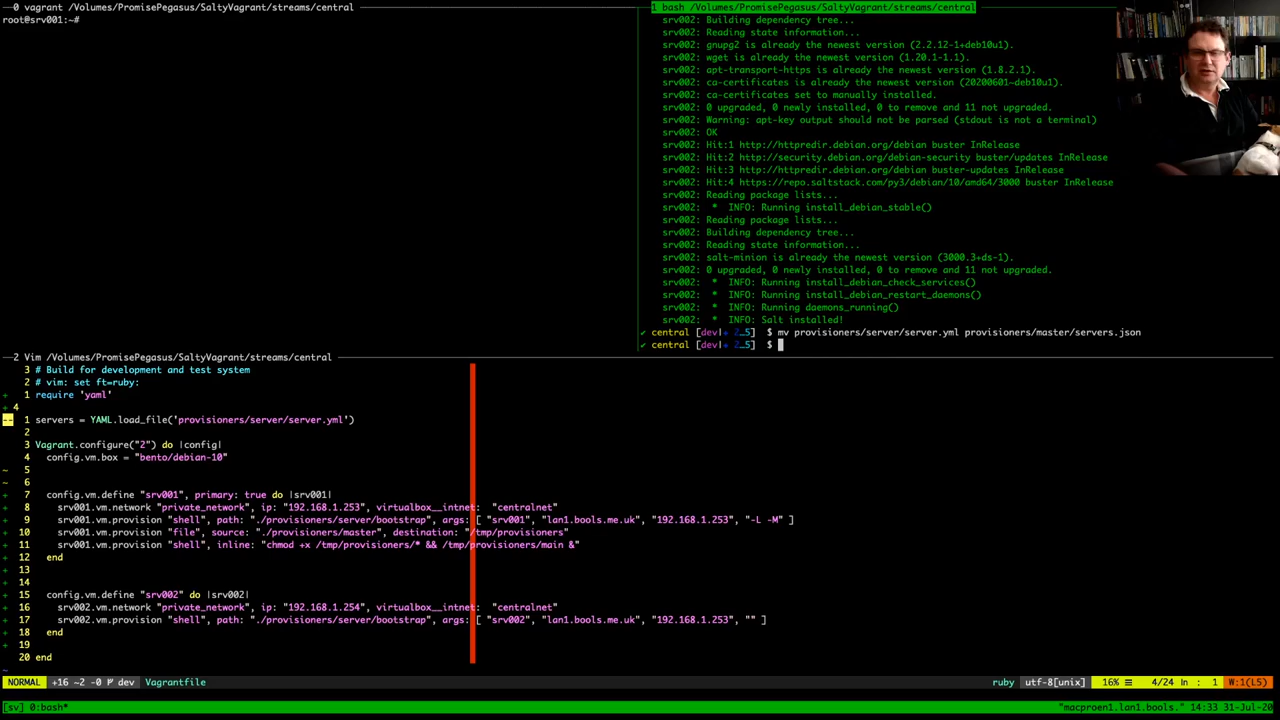 —0 vagrant /Volumes/PromisePegasus/SaltyVagrant/streams/central
root@srv001:~#
1 bash /Volumes/PromisePegasus/SaltyVagrant/streams/central
srv002: Building dependency tree...
srv002: Reading state information...
srv002: gnupg2 is already the newest version (2.2.12-1+deb10u1).
srv002: wget is already the newest version (1.20.1-1.1).
srv002: apt-transport-https is already the newest version (1.8.2.1).
srv002: ca-certificates is already the newest version (20200601~deb10u1).
srv002: ca-certificates set to manually installed.
srv002: 0 upgraded, 0 newly installed, 0 to remove and 11 not upgraded.
srv002: Warning: apt-key output should not be parsed (stdout is not a terminal)
srv002: OK
srv002: Hit:1 http://httpredir.debian.org/debian buster InRelease
srv002: Hit:2 http://security.debian.org/debian-security buster/updates InRelease
srv002: Hit:3 http://httpredir.debian.org/debian buster-updates InRelease
srv002: Hit:4 https://repo.saltstack.com/py3/debian/10/amd64/3000 buster InRelease
srv002: Reading package lists...
srv002:  *  INFO: Running install_debian_stable()
srv002: Reading package lists...
srv002: Building dependency tree...
srv002: Reading state information...
srv002: salt-minion is already the newest version (3000.3+ds-1).
srv002: 0 upgraded, 0 newly installed, 0 to remove and 11 not upgraded.
srv002:  *  INFO: Running install_debian_check_services()
srv002:  *  INFO: Running install_debian_restart_daemons()
srv002:  *  INFO: Running daemons_running()
srv002:  *  INFO: Salt installed!
✔ central [dev|✚ 2…5]  $ mv provisioners/server/server.yml provisioners/master/servers.json
✔ central [dev|✚ 2…5]  $
—2 Vim /Volumes/PromisePegasus/SaltyVagrant/streams/central
3 # Build for development and test system
2 # vim: set ft=ruby:
+ 1 require 'yaml'
+ 4
-- 1 servers = YAML.load_file('provisioners/server/server.yml')
2
3 Vagrant.configure("2") do |config|
4 config.vm.box = "bento/debian-10"
~ 5
~ 6
+ 7 config.vm.define "srv001", primary: true do |srv001|
+ 8 srv001.vm.network "private_network", ip: "192.168.1.253", virtualbox__intnet: "centralnet"
+ 9 srv001.vm.provision "shell", path: "./provisioners/server/bootstrap", args: [ "srv001", "lan1.bools.me.uk", "192.168.1.253", "-L -M" ]
+ 10 srv001.vm.provision "file", source: "./provisioners/master", destination: "/tmp/provisioners"
+ 11 srv001.vm.provision "shell", inline: "chmod +x /tmp/provisioners/* && /tmp/provisioners/main &"
+ 12 end
+ 13
+ 14
+ 15 config.vm.define "srv002" do |srv002|
+ 16 srv002.vm.network "private_network", ip: "192.168.1.254", virtualbox__intnet: "centralnet"
+ 17 srv002.vm.provision "shell", path: "./provisioners/server/bootstrap", args: [ "srv002", "lan1.bools.me.uk", "192.168.1.253", "" ]
+ 18 end
+ 19
20 end
~
NORMAL +16 ~2 -0 dev Vagrantfile ruby utf-8[unix] 16% ☰ 4/24 ln : 1 W:1(L5)
[sv] 0:bash* "macproen1.lan1.bools." 14:33 31-Jul-20